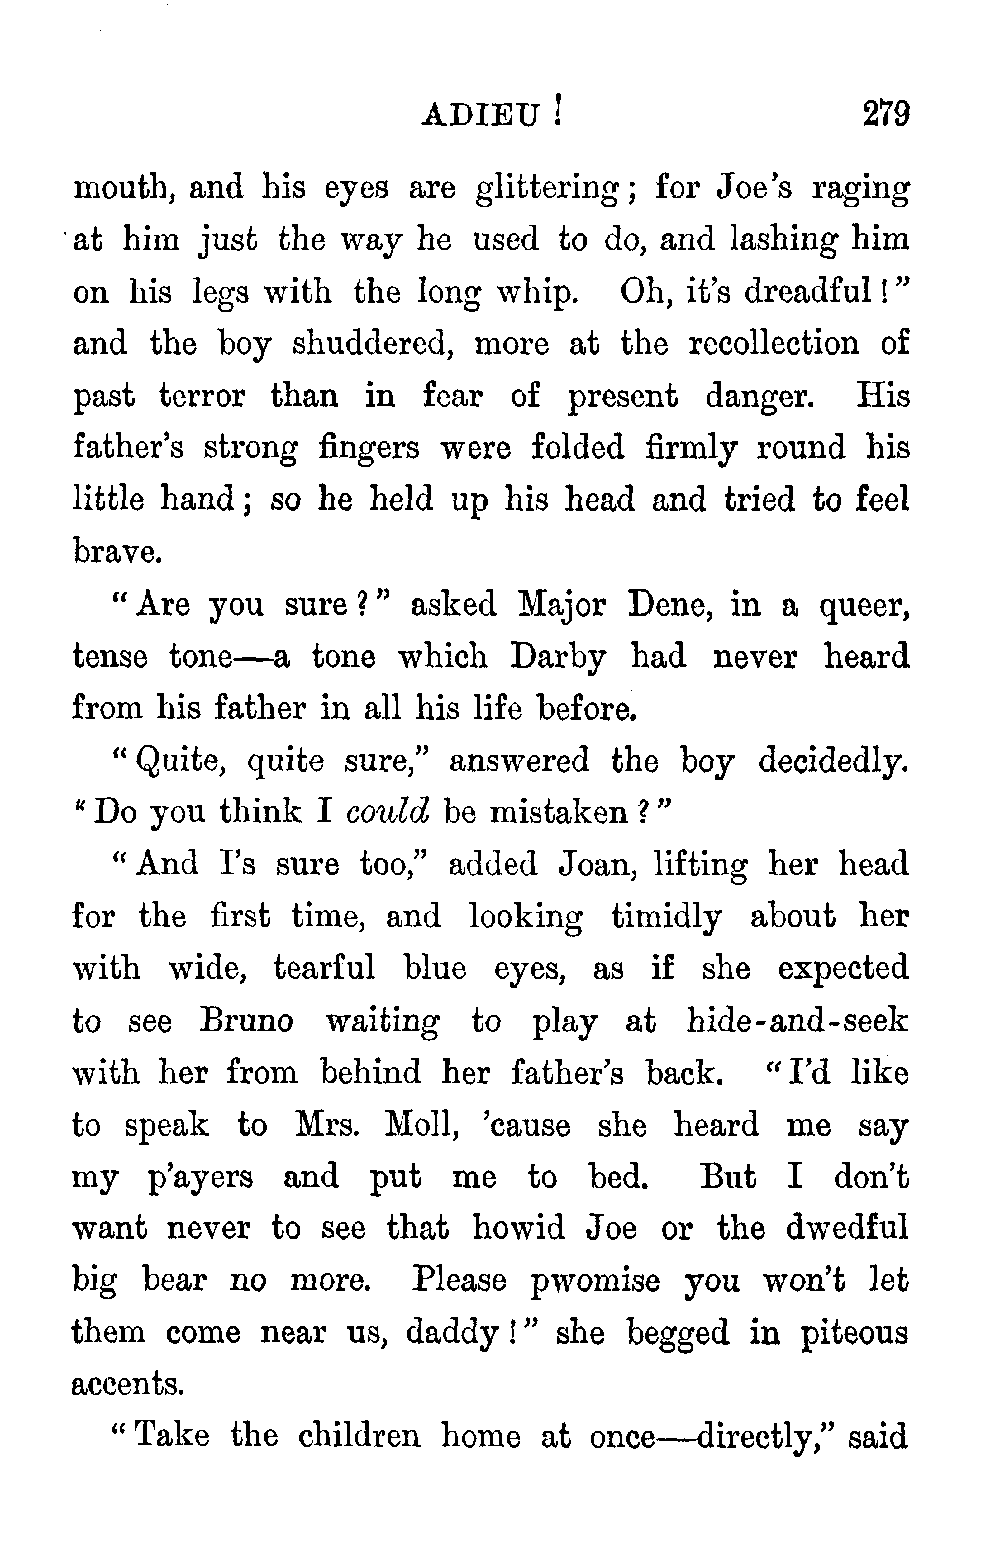 ADIEU ! 279
mouth, and his eyes are glittering ; for Joe's raging
at him just the way he used to do, and lashing him
on his legs with the long whip. Oh, it's dreadful ! "
and the boy shuddered, more at the recollection of
past terror than in fear of present danger. His
father's strong fingers were folded firmly round his
little hand ; so he held up his head and tried to feel
brave.
" Are you sure ? " asked Major Dene, in a queer,
tense tone—a tone which Darby had never heard
from his father in all his life before.
" Quite, quite sure," answered the boy decidedly.
" Do you think I could be mistaken ? "
" And I's sure too," added Joan, lifting her head
for the first time, and looking timidly about her
with wide, tearful blue eyes, as if she expected
to see Bruno waiting to play at hide-and-seek
with her from behind her father's back. " I'd like
to speak to Mrs. Moll, 'cause she heard me say
my p'ayers and put me to bed. But I don't
want never to see that howid Joe or the dwedful
big bear no more. Please pwomise you won't let
them come near us, daddy ! " she begged in piteous
accents.
" Take the children home at once—directly," said